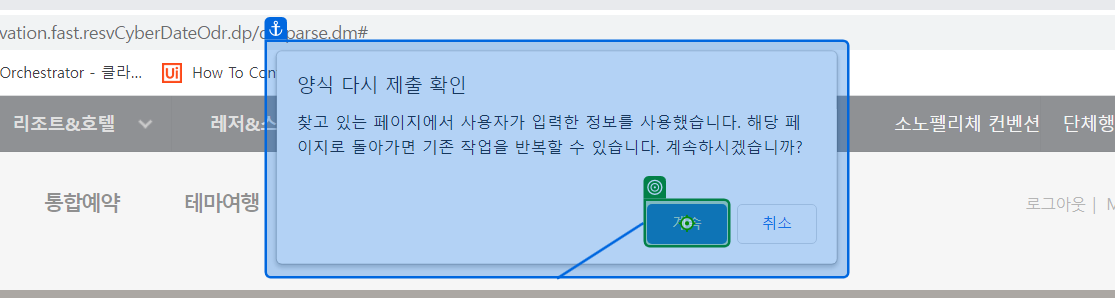 vation.fast.resvCyberDateOdr.dp/d parse.dm#
Orchestrator - 클라...
Ui How To Con
리조트&호텔
레저&스
소노펠리체 컨벤션
단체행
양식 다시 제출 확인
찾고 있는 페이지에서 사용자가 입력한 정보를 사용했습니다. 해당 페
이지로 돌아가면 기존 작업을 반복할 수 있습니다. 계속하시겠습니까?
통합예약
테마여행
로그아웃 | M
계속
취소